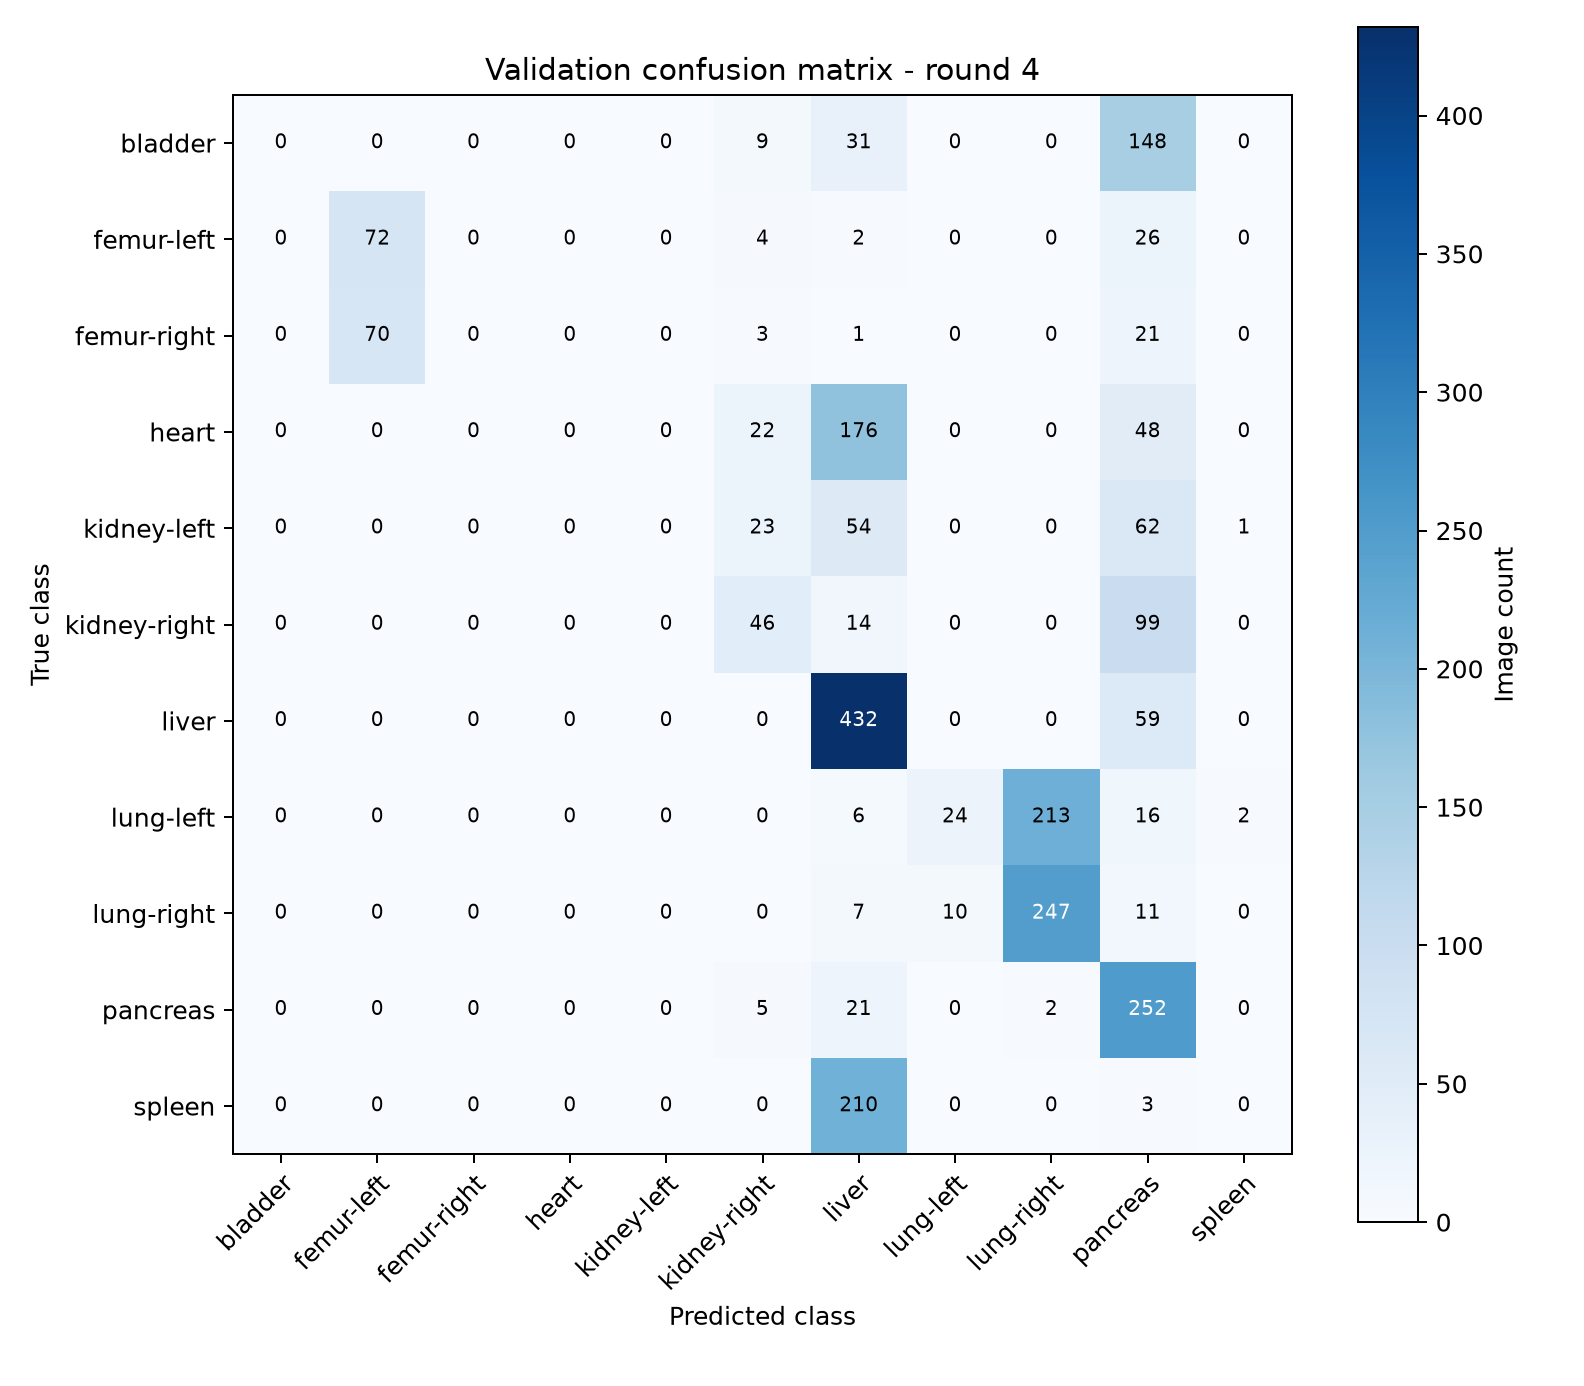 Validation confusion matrix - round 4
bladder 0 0 0 0 0 9 31 0 0 148 0
femur-left 0 72 0 0 0 4 2 0 0 26 0
femur-right 0 70 0 0 0 3 1 0 0 21 0
heart 0 0 0 0 0 22 176 0 0 48 0
kidney-left 0 0 0 0 0 23 54 0 0 62 1
kidney-right 0 0 0 0 0 46 14 0 0 99 0
liver 0 0 0 0 0 0 432 0 0 59 0
lung-left 0 0 0 0 0 0 6 24 213 16 2
lung-right 0 0 0 0 0 0 7 10 247 11 0
pancreas 0 0 0 0 0 5 21 0 2 252 0
spleen 0 0 0 0 0 0 210 0 0 3 0
True class
bladder femur-left femur-right heart kidney-left kidney-right liver lung-left lung-right pancreas spleen
Predicted class
400
350
300
250
200
150
100
50
0
Image count